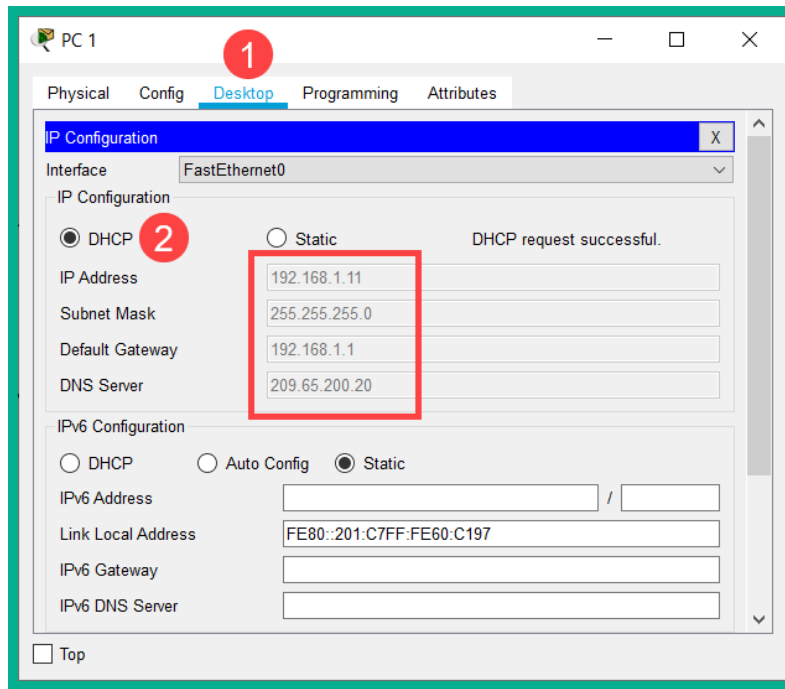 PC 1
1
Physical Config Desktop Programming Attributes
IP Configuration X
Interface FastEthernet0
IP Configuration
DHCP 2 Static DHCP request successful.
IP Address 192.168.1.11
Subnet Mask 255.255.255.0
Default Gateway 192.168.1.1
DNS Server 209.65.200.20
IPv6 Configuration
DHCP Auto Config Static
IPv6 Address /
Link Local Address FE80::201:C7FF:FE60:C197
IPv6 Gateway
IPv6 DNS Server
Top